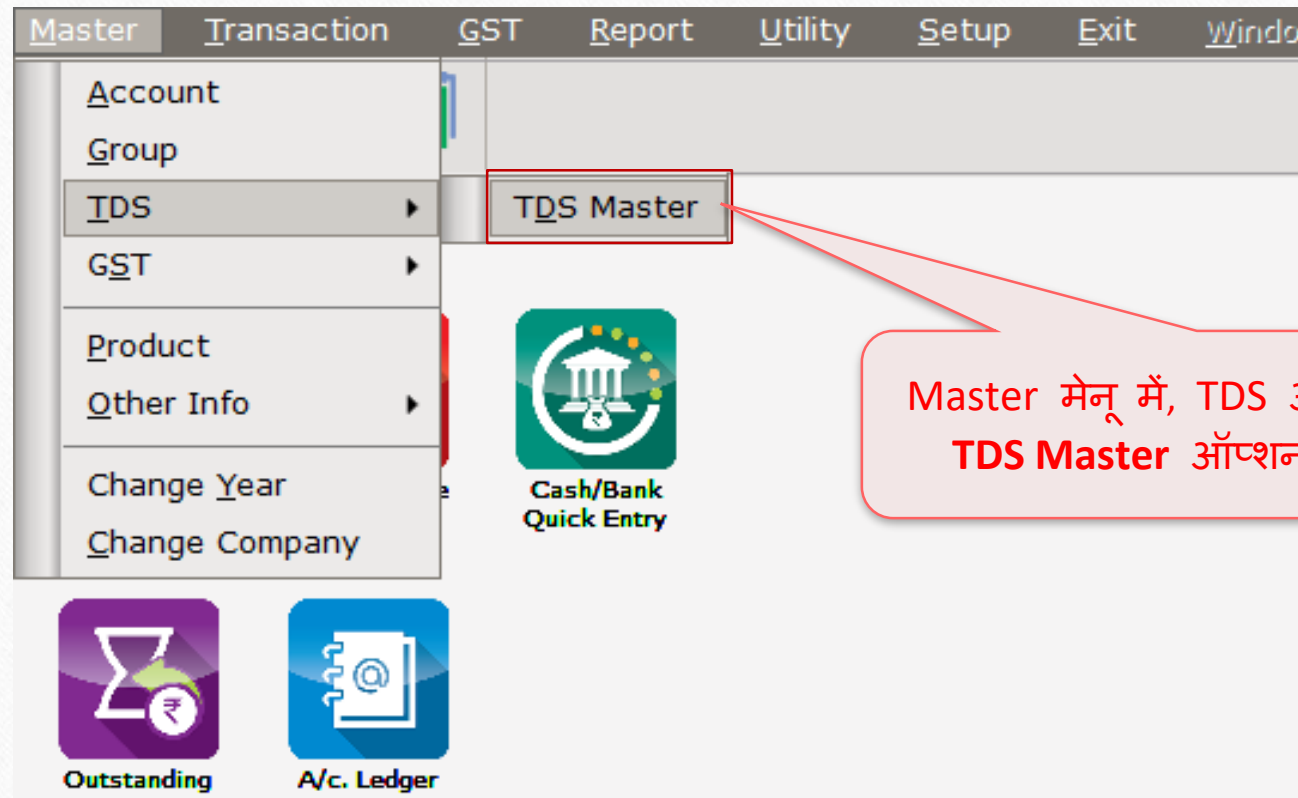 Master Transaction GST Report Utility Setup Exit
Account
Group
TDS
TDS Master
GST
Product
Other Info
Change Year
Change Company
Master मेनू में, TDS
TDS Master ऑप्शन
Cash/Bank
Quick Entry
Outstanding
A/c. Ledger